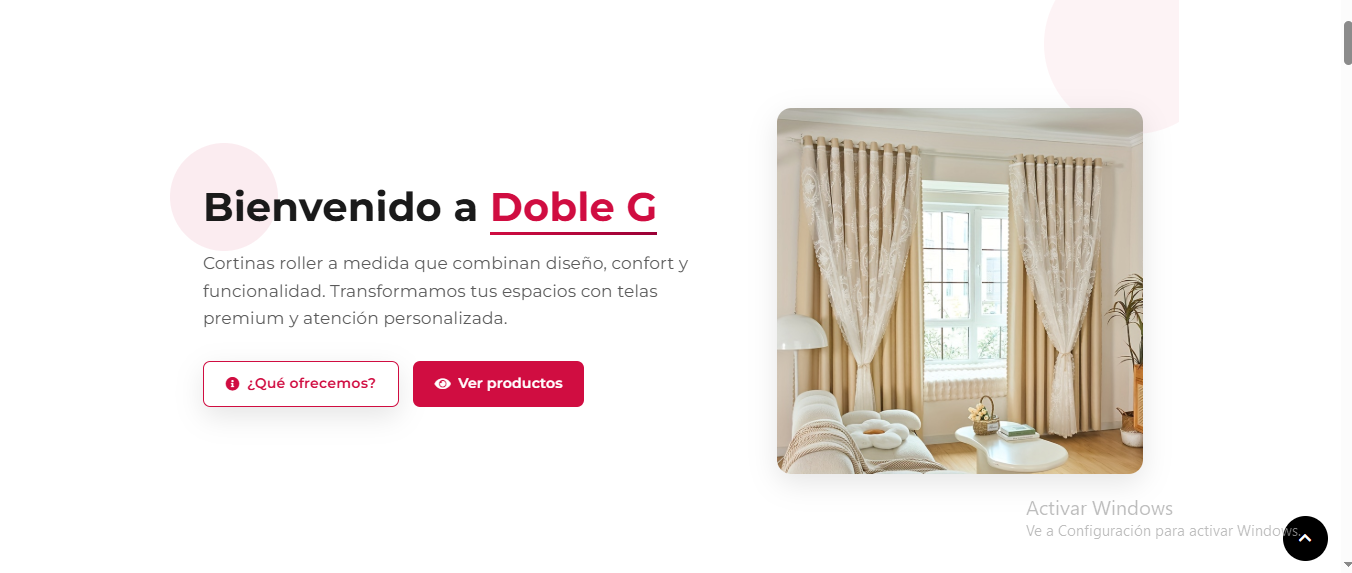 Bienvenido a Doble G
Cortinas roller a medida que combinan diseño, confort y
funcionalidad. Transformamos tus espacios con telas
premium y atención personalizada.
¿Qué ofrecemos?
Ver productos
Activar Windows
Ve a Configuración para activar Windows.